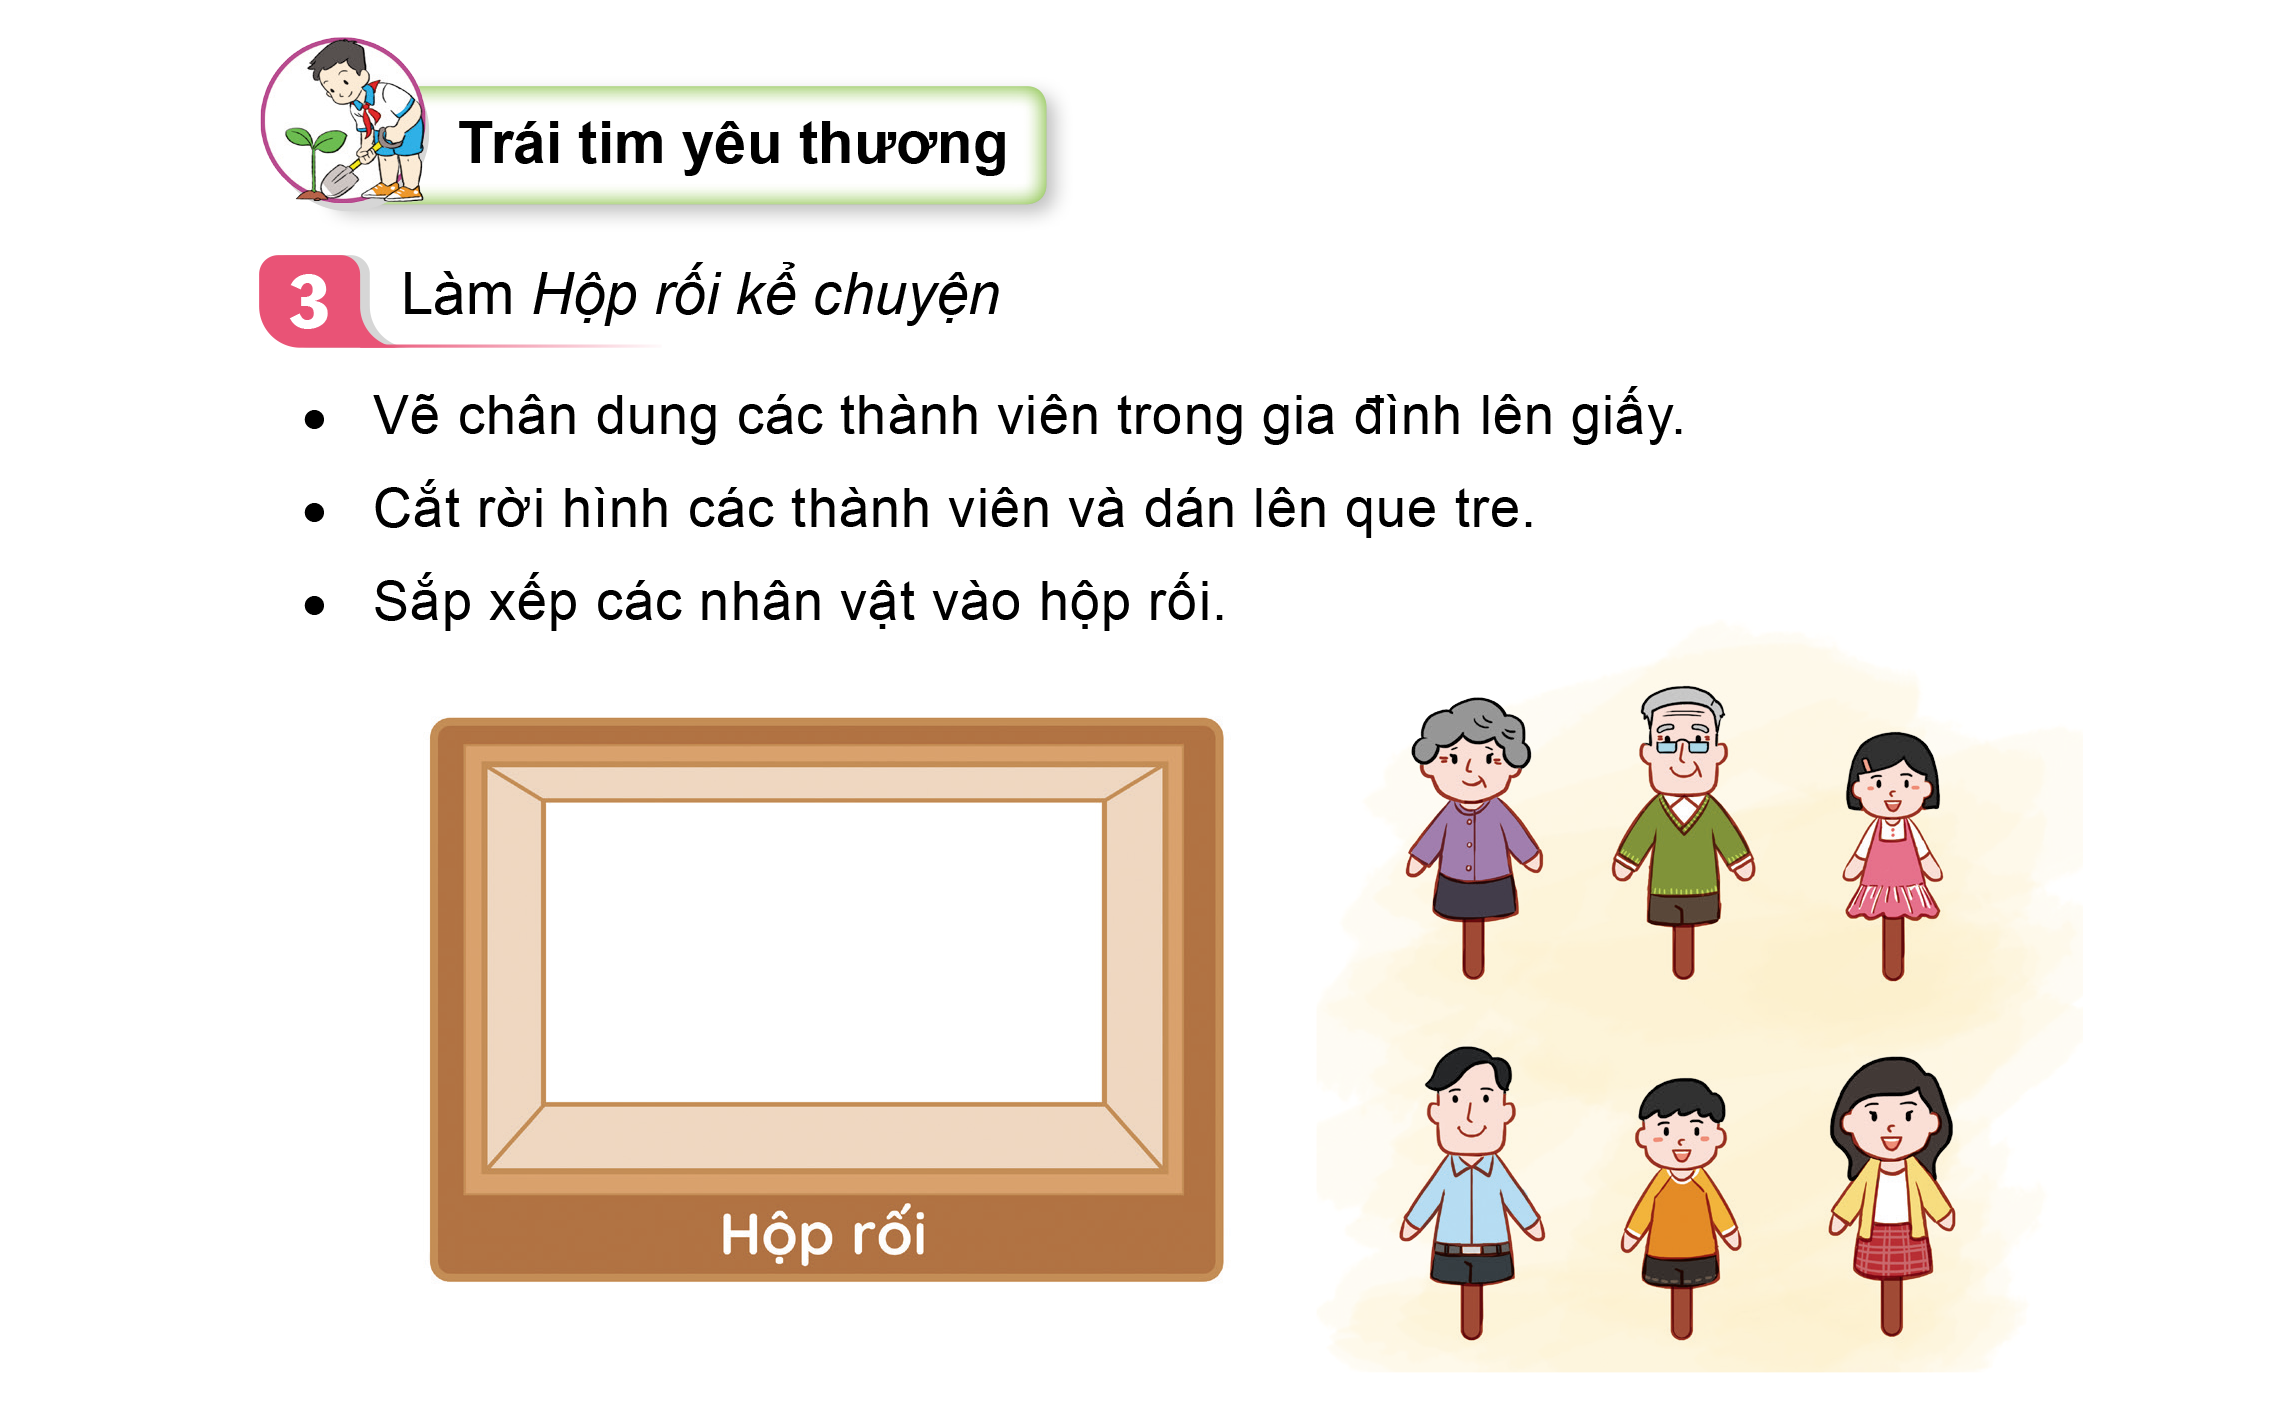 Trái tim yêu thương
3 Làm Hộp rối kể chuyện
• Vẽ chân dung các thành viên trong gia đình lên giấy.
• Cắt rời hình các thành viên và dán lên que tre.
• Sắp xếp các nhân vật vào hộp rối.
Hộp rối